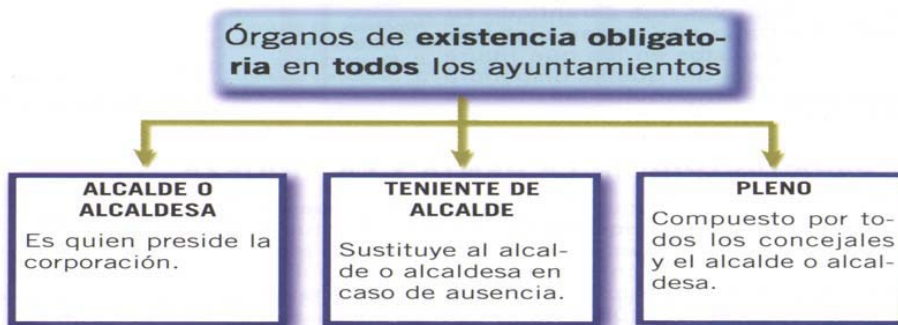 Órganos de existencia obligato-
ria en todos los ayuntamientos
ALCALDE O
ALCALDESA
Es quien preside la
corporación.
TENIENTE DE
ALCALDE
Sustituye al alcal-
de o alcaldesa en
caso de ausencia.
PLENO
Compuesto por to-
dos los concejales
y el alcalde o alcal-
desa.